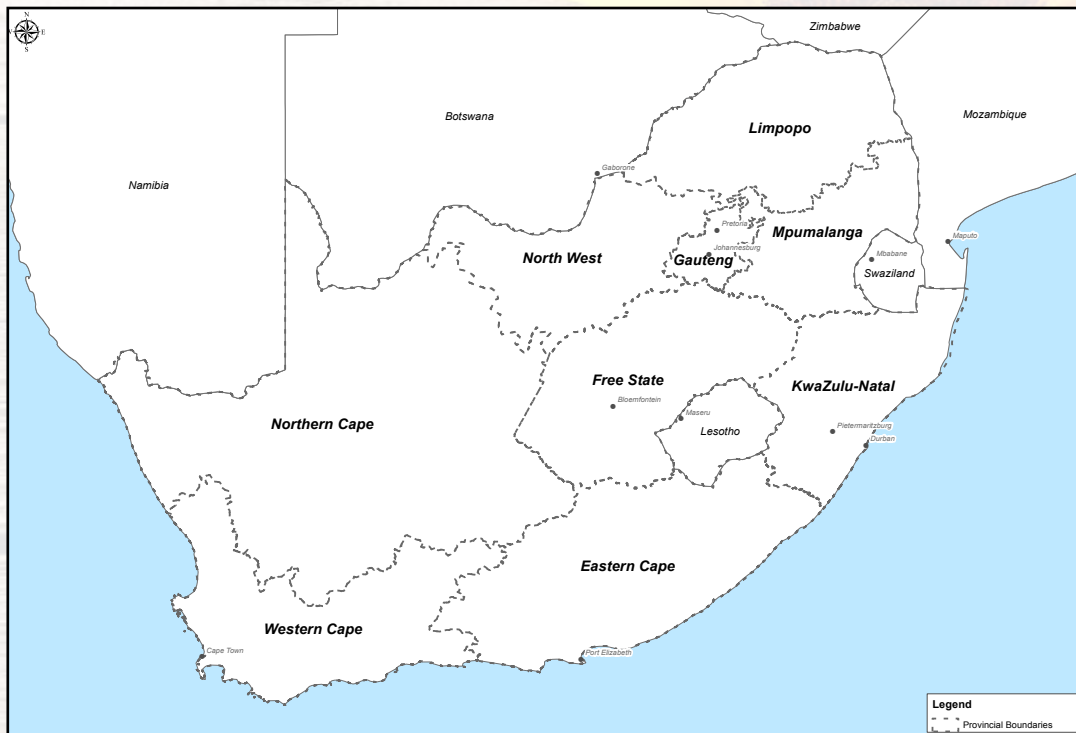 N
W
E
S
Zimbabwe
Botswana
Mozambique
Limpopo
Gaborone
Namibia
Pretoria
Mpumalanga
Maputo
North West
Johannesburg
Gauteng
Mbabane
Swaziland
Free State
KwaZulu-Natal
Bloemfontein
Maseru
Northern Cape
Lesotho
Pietermaritzburg
Durban
Eastern Cape
Western Cape
Cape Town
Port Elizabeth
Legend
Provincial Boundaries